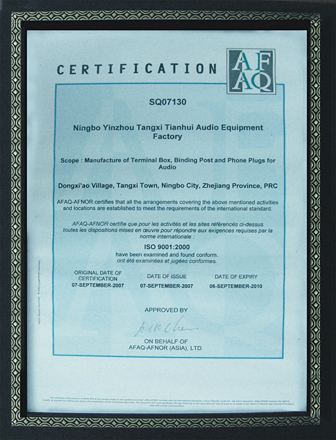 CERTIFICATION
AF
AQ
SQ07130
Ningbo Yinzhou Tangxi Tianhui Audio Equipment
Factory
Scope : Manufacture of Terminal Box, Binding Post and Phone Plugs for
Audio
Dongxi'ao Village, Tangxi Town, Ningbo City, Zhejiang Province, PRC
AFAQ-AFNOR certifies that all the arrangements covering the above mentioned activities
and locations are established to meet the requirements of the international standard:
AFAQ-AFNOR certifie que pour les activités et les sites référencés ci-dessous
toutes les dispositions mises en œuvre pour répondre aux exigences requises par la
norme internationale :
ISO 9001:2000
have been examined and found conform.
ont été examinées et jugées conformes.
ORIGINAL DATE OF
CERTIFICATION
07-SEPTEMBER-2007
DATE OF ISSUE
07-SEPTEMBER-2007
DATE OF EXPIRY
06-SEPTEMBER-2010
APPROVED BY
ON BEHALF OF
AFAQ-AFNOR (ASIA), LTD.